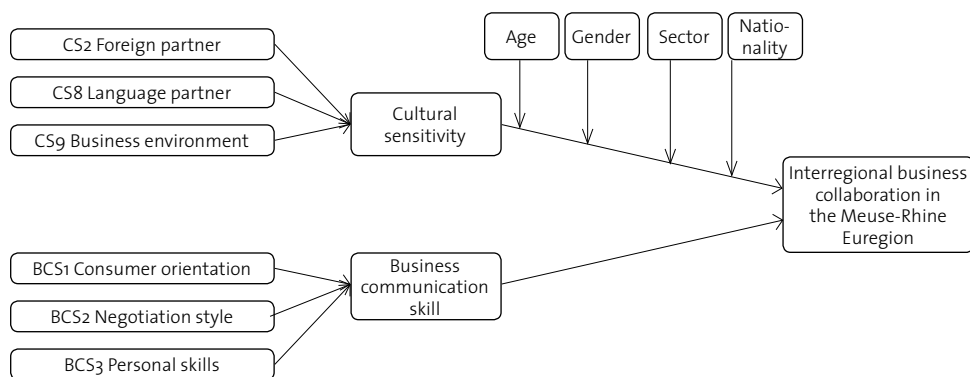 CS2 Foreign partner
CS8 Language partner
CS9 Business environment
Cultural
sensitivity
Age
Gender
Sector
Natio-
nality
Interregional business
collaboration in
the Meuse-Rhine
Euregion
BCS1 Consumer orientation
BCS2 Negotiation style
BCS3 Personal skills
Business
communication
skill